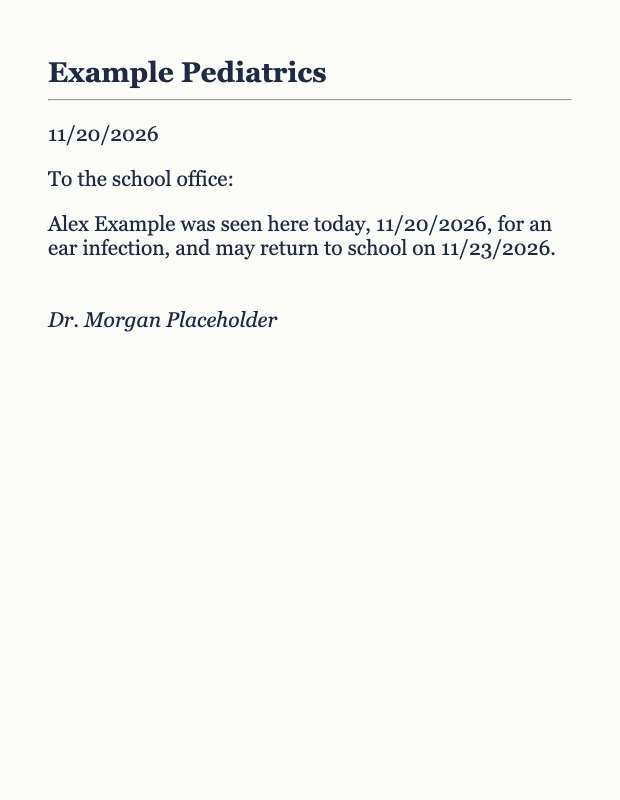 Example Pediatrics
11/20/2026
To the school office:
Alex Example was seen here today, 11/20/2026, for an
ear infection, and may return to school on 11/23/2026.
Dr. Morgan Placeholder